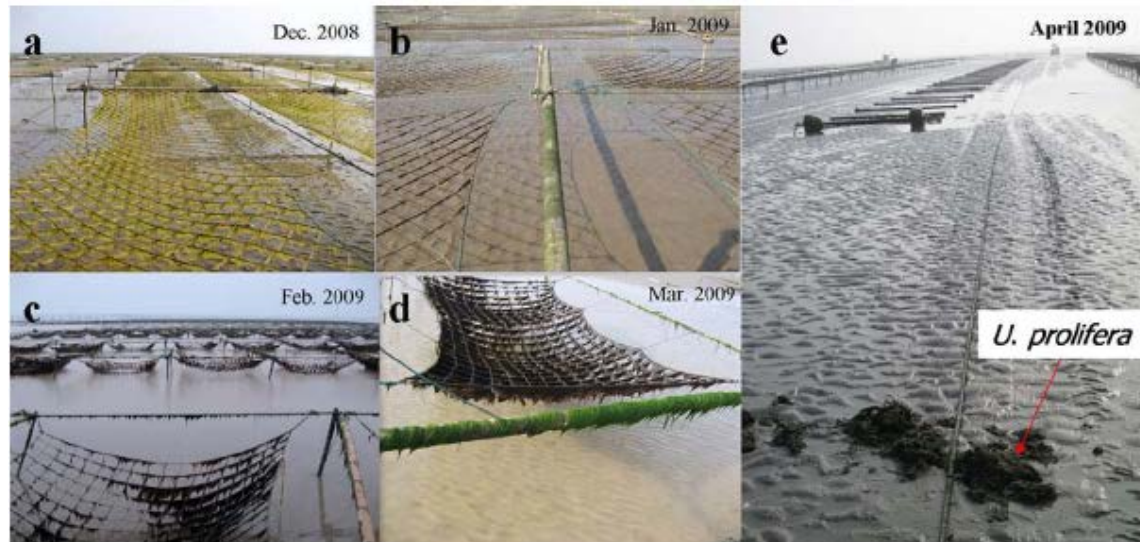 a
Dec. 2008
b
Jan. 2009
c
Feb. 2009
d
Mar. 2009
e
April 2009
U. prolifera